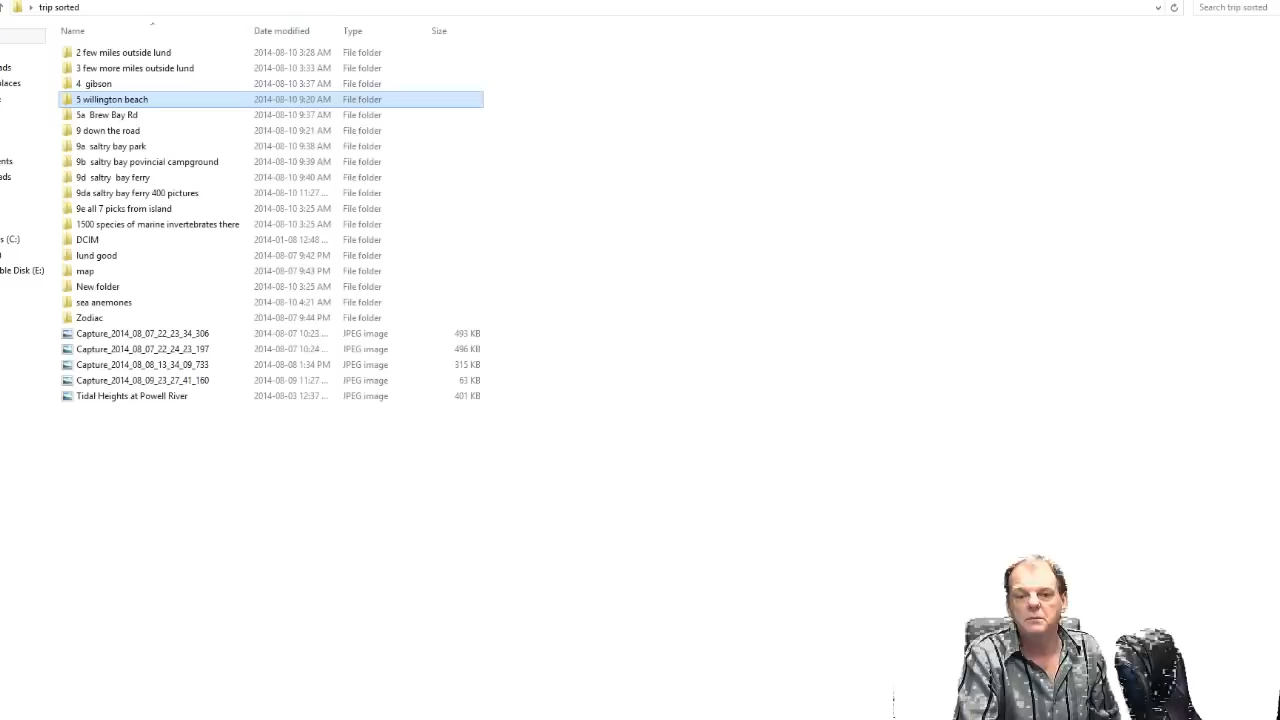 trip sorted
Search trip sorted
Name Date modified Type Size
2 few miles outside lund 2014-08-10 3:28 AM File folder
ads 3 few more miles outside lund 2014-08-10 3:33 AM File folder
places 4 gibson 2014-08-10 3:37 AM File folder
5 willington beach 2014-08-10 9:20 AM File folder
5a Brew Bay Rd 2014-08-10 9:37 AM File folder
9 down the road 2014-08-10 9:21 AM File folder
9a saltry bay park 2014-08-10 9:38 AM File folder
ents 9b saltry bay povincial campground 2014-08-10 9:39 AM File folder
ads 9d saltry bay ferry 2014-08-10 9:40 AM File folder
9da saltry bay ferry 400 pictures 2014-08-10 11:27 ... File folder
9e all 7 picks from island 2014-08-10 3:25 AM File folder
1500 species of marine invertebrates there 2014-08-10 3:25 AM File folder
s (C:) DCIM 2014-01-08 12:48 ... File folder
lund good 2014-08-07 9:42 PM File folder
ble Disk (E:) map 2014-08-07 9:43 PM File folder
New folder 2014-08-10 3:25 AM File folder
sea anemones 2014-08-10 4:21 AM File folder
Zodiac 2014-08-07 9:44 PM File folder
Capture_2014_08_07_22_23_34_306 2014-08-07 10:23 ... JPEG image 493 KB
Capture_2014_08_07_22_24_23_197 2014-08-07 10:24 ... JPEG image 496 KB
Capture_2014_08_08_13_34_09_733 2014-08-08 1:34 PM JPEG image 315 KB
Capture_2014_08_09_23_27_41_160 2014-08-09 11:27 ... JPEG image 63 KB
Tidal Heights at Powell River 2014-08-03 12:37 ... JPEG image 401 KB